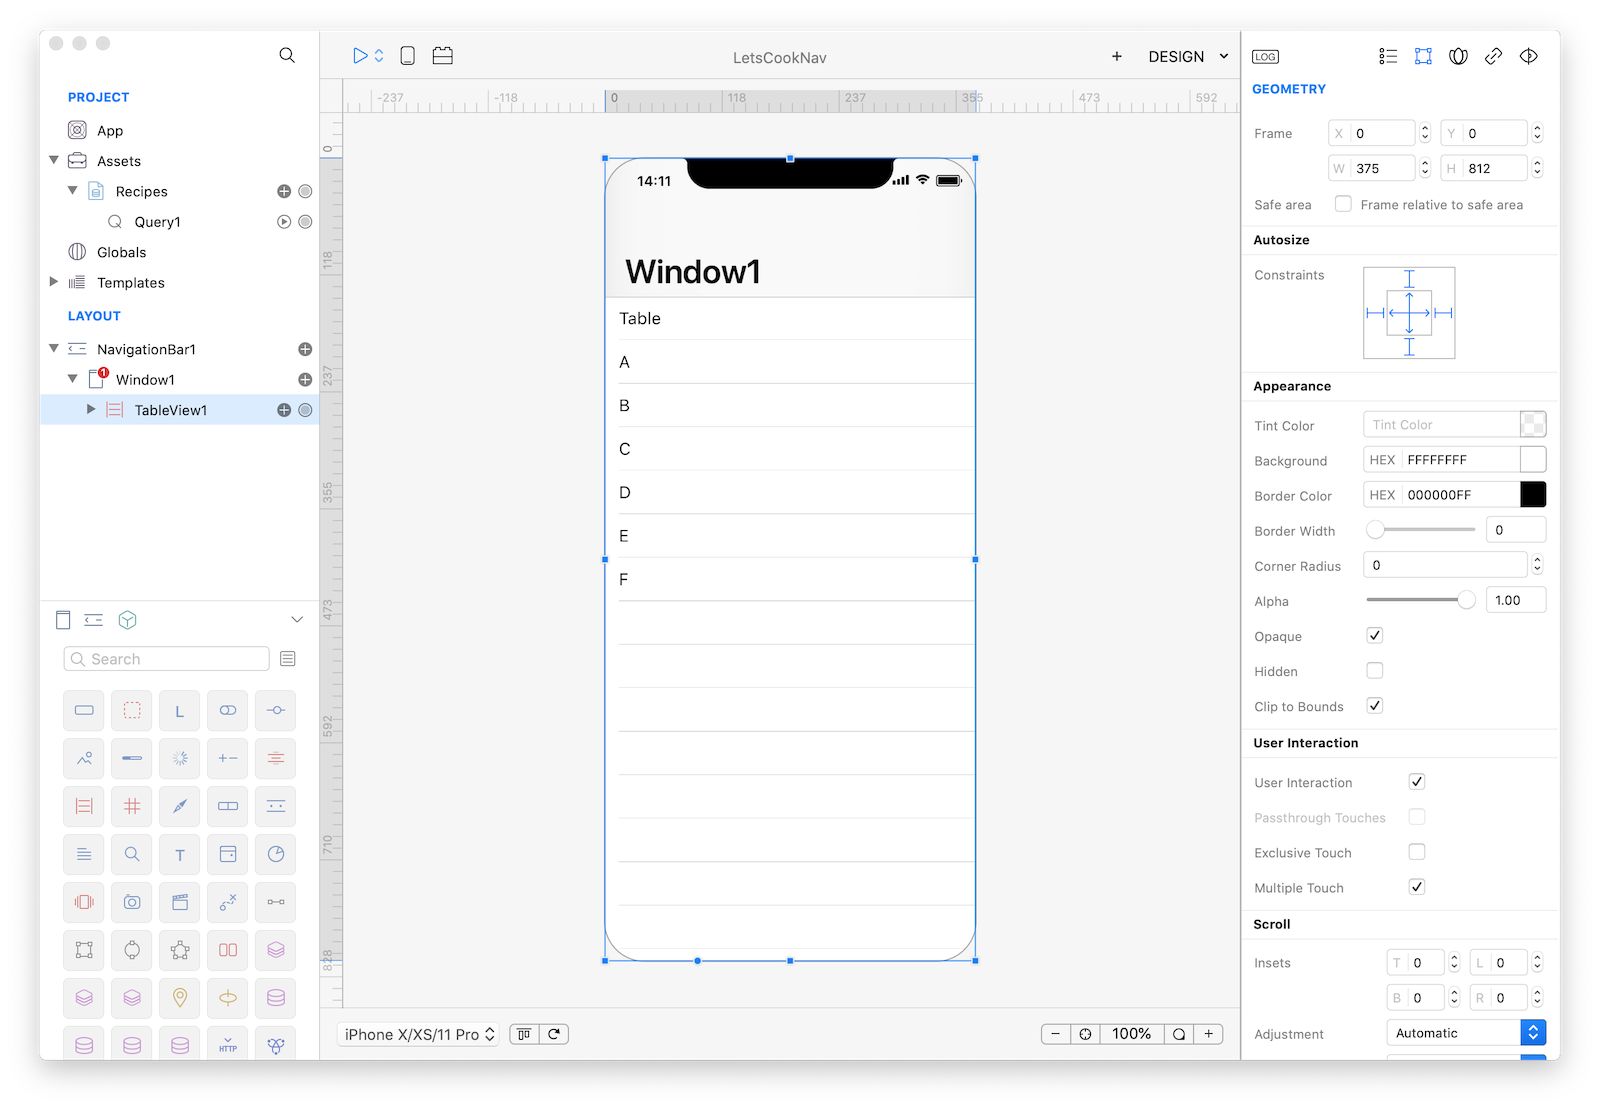 LetsCookNav
DESIGN
LOG
PROJECT
App
Assets
Recipes
Query1
Globals
Templates
LAYOUT
NavigationBar1
1
Window1
TableView1
Search
L
T
HTTP
-237 -118 0 118 237 355 473 592
0
118
237
355
473
592
710
828
14:11
Window1
Table
A
B
C
D
E
F
iPhone X/XS/11 Pro
100%
GEOMETRY
Frame X 0 Y 0
W 375 H 812
Safe area Frame relative to safe area
Autosize
Constraints
Appearance
Tint Color Tint Color
Background HEX FFFFFFFF
Border Color HEX 000000FF
Border Width 0
Corner Radius 0
Alpha 1.00
Opaque
Hidden
Clip to Bounds
User Interaction
User Interaction
Passthrough Touches
Exclusive Touch
Multiple Touch
Scroll
Insets T 0 L 0
B 0 R 0
Adjustment Automatic